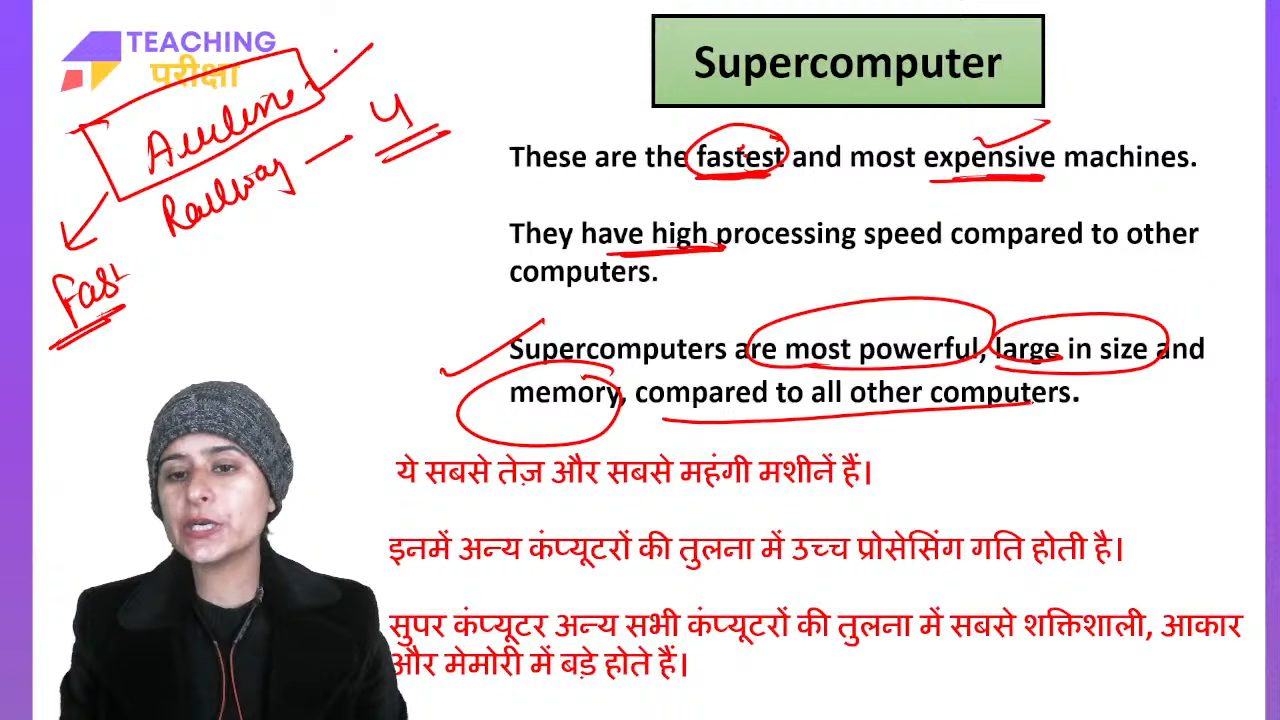 TEACHING
परीक्षा
Supercomputer
Railway
Fast
These are the fastest and most expensive machines.
They have high processing speed compared to other
computers.
Supercomputers are most powerful, large in size and
memory, compared to all other computers.
ये सबसे तेज़ और सबसे महंगी मशीनें हैं।
इनमें अन्य कंप्यूटरों की तुलना में उच्च प्रोसेसिंग गति होती है।
सुपर कंप्यूटर अन्य सभी कंप्यूटरों की तुलना में सबसे शक्तिशाली, आकार
और मेमोरी में बड़े होते हैं।